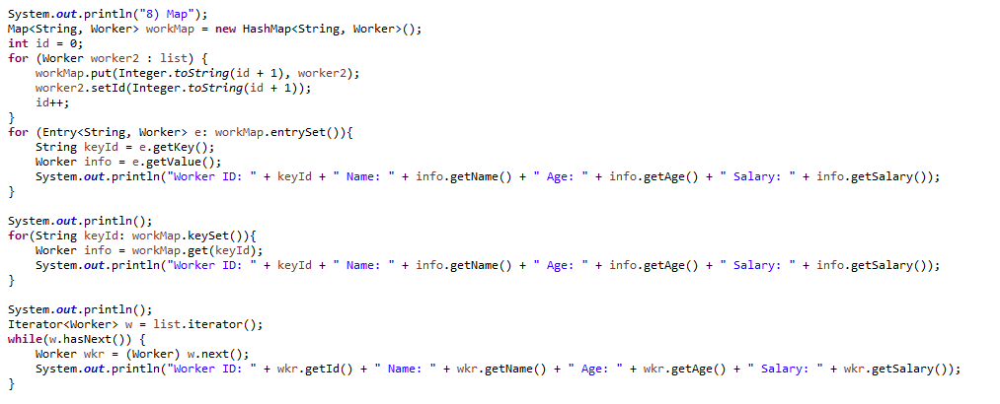 System.out.println("8) Map");
Map<String, Worker> workMap = new HashMap<String, Worker>();
int id = 0;
for (Worker worker2 : list) {
    workMap.put(Integer.toString(id + 1), worker2);
    worker2.setId(Integer.toString(id + 1));
    id++;
}
for (Entry<String, Worker> e: workMap.entrySet()){
    String keyId = e.getKey();
    Worker info = e.getValue();
    System.out.println("Worker ID: " + keyId + " Name: " + info.getName() + " Age: " + info.getAge() + " Salary: " + info.getSalary());
}

System.out.println();
for(String keyId: workMap.keySet()){
    Worker info = workMap.get(keyId);
    System.out.println("Worker ID: " + keyId + " Name: " + info.getName() + " Age: " + info.getAge() + " Salary: " + info.getSalary());
}

System.out.println();
Iterator<Worker> w = list.iterator();
while(w.hasNext()) {
    Worker wkr = (Worker) w.next();
    System.out.println("Worker ID: " + wkr.getId() + " Name: " + wkr.getName() + " Age: " + wkr.getAge() + " Salary: " + wkr.getSalary());
}